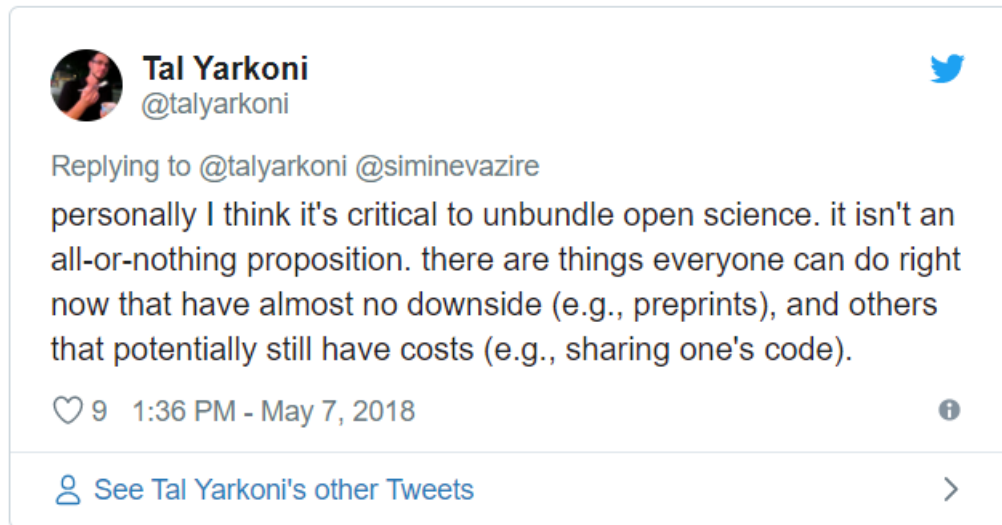 Tal Yarkoni
@talyarkoni
Replying to @talyarkoni @siminevazire
personally I think it's critical to unbundle open science. it isn't an
all-or-nothing proposition. there are things everyone can do right
now that have almost no downside (e.g., preprints), and others
that potentially still have costs (e.g., sharing one's code).
9 1:36 PM - May 7, 2018
See Tal Yarkoni's other Tweets